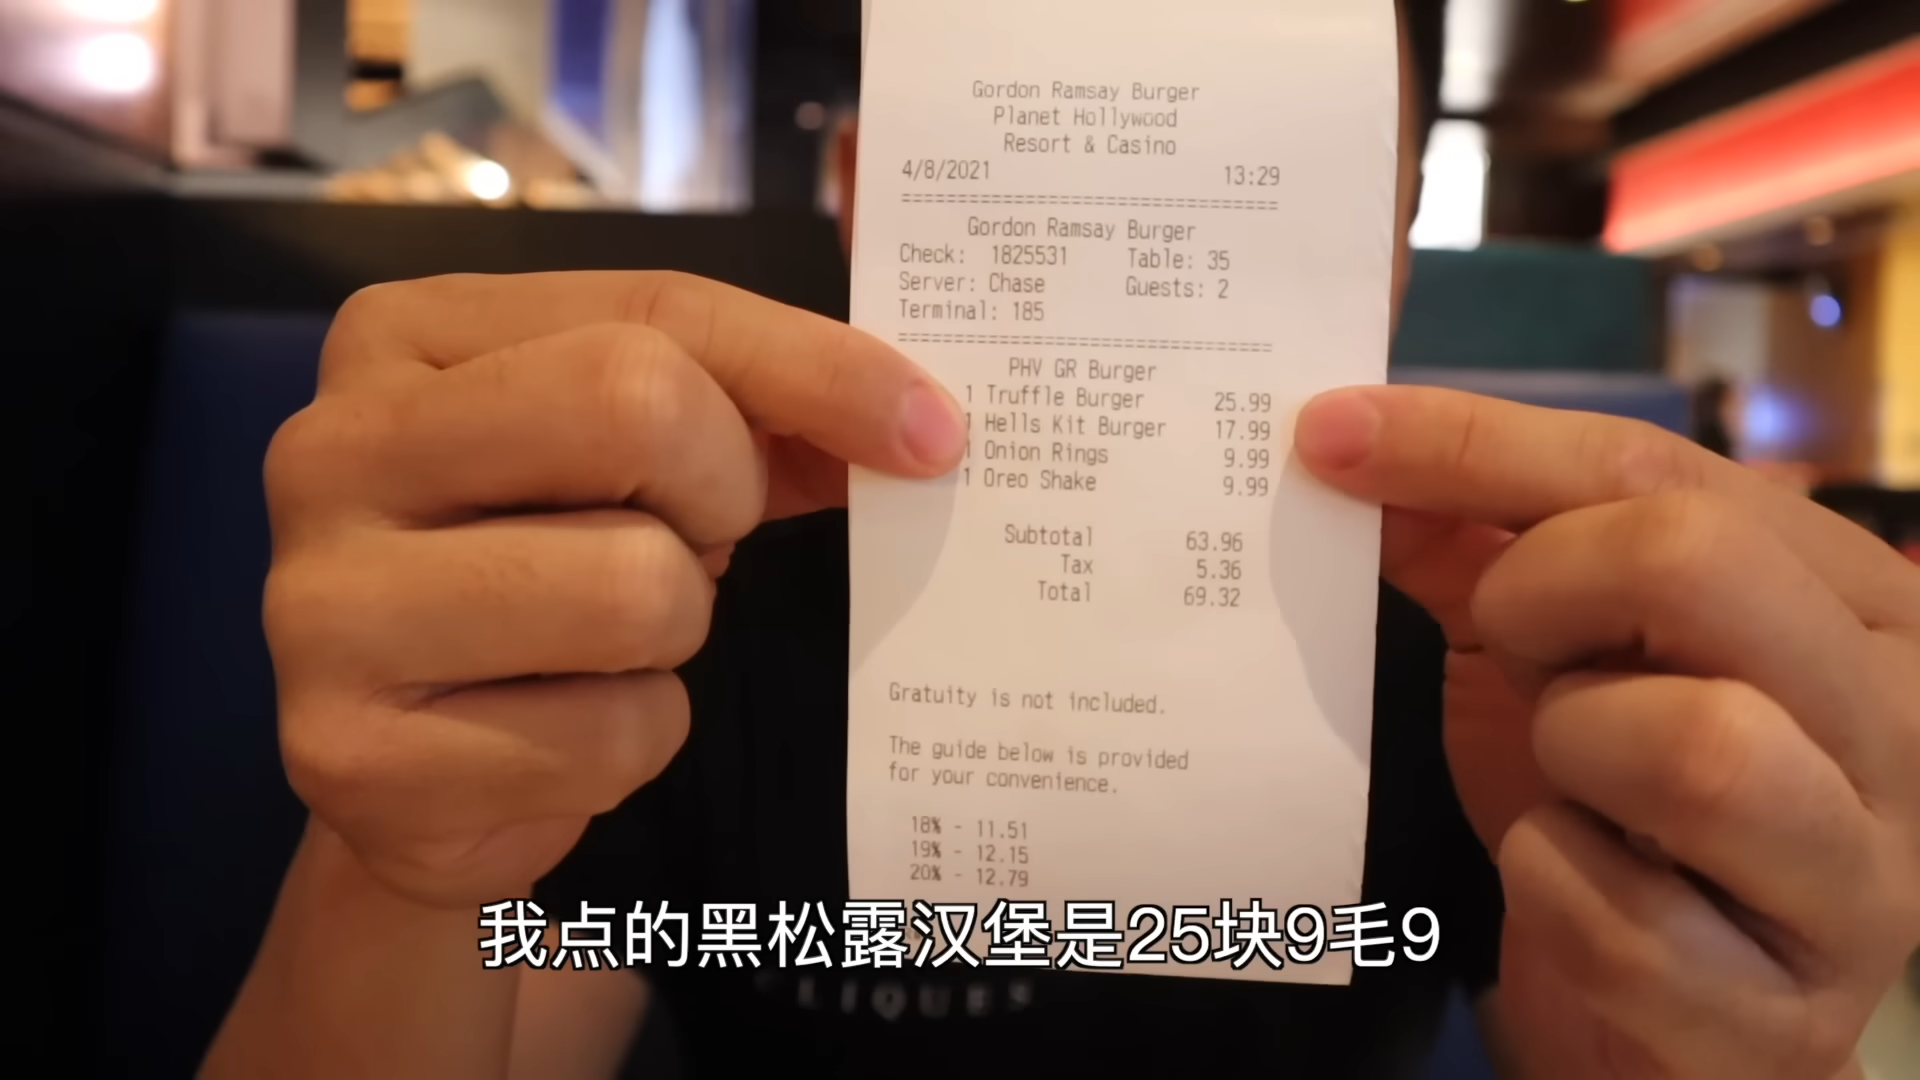 Gordon Ramsay Burger
Planet Hollywood
Resort & Casino
4/8/2021 13:29
================================
Gordon Ramsay Burger
Check: 1825531 Table: 35
Server: Chase Guests: 2
Terminal: 185
================================
PHV GR Burger
1 Truffle Burger 25.99
1 Hells Kit Burger 17.99
1 Onion Rings 9.99
1 Oreo Shake 9.99
Subtotal 63.96
Tax 5.36
Total 69.32
Gratuity is not included.
The guide below is provided
for your convenience.
18% - 11.51
19% - 12.15
20% - 12.79
我点的黑松露汉堡是25块9毛9